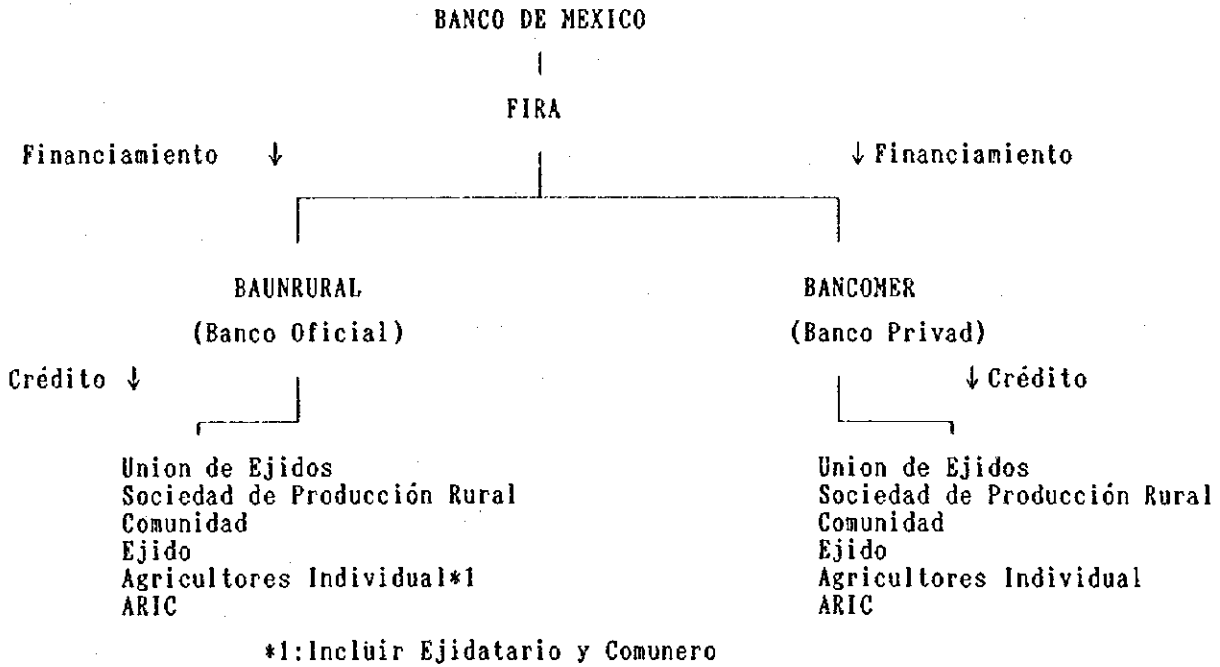 BANCO DE MEXICO
FIRA
Financiamiento ↓ ↓ Financiamiento
BAUNRURAL BANCOMER
(Banco Oficial) (Banco Privad)
Crédito ↓ ↓ Crédito
Union de Ejidos Union de Ejidos
Sociedad de Producción Rural Sociedad de Producción Rural
Comunidad Comunidad
Ejido Ejido
Agricultores Individual*1 Agricultores Individual
ARIC ARIC
*1:Incluir Ejidatario y Comunero